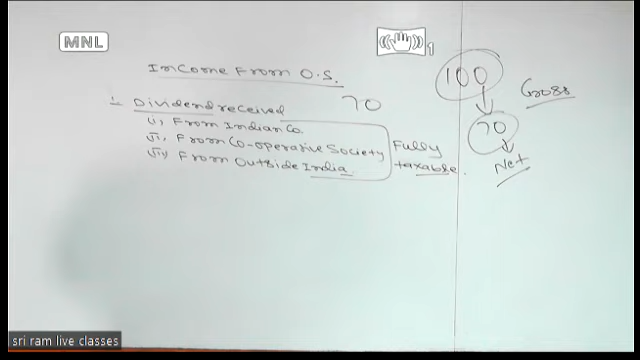 MNL
1
Income From O.S.
100
Gross
1. Dividend received 70
(i) From Indian Co.
(ii) From Co-operative Society Fully
(iii) From Outside India taxable.
70
Net
sri ram live classes